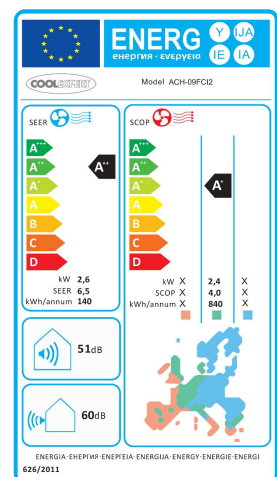 ENERG
Y
IJA
IE
IA
енергия · ενεργεια
COOLEXPERT
Model ACH-09FCI2
SEER
SCOP
A+++
A++
A+
A
B
C
D
A++
kW 2,6
SEER 6,5
kWh/annum 140
A+++
A++
A+
A
B
C
D
A+
kW X 2,4 X
SCOP X 4,0 X
kWh/annum X 840 X
51dB
60dB
ENERGIA·ЕНЕРГИЯ·ΕΝΕΡΓΕΙΑ·ENERGIJA·ENERGY·ENERGIE·ENERGI
626/2011